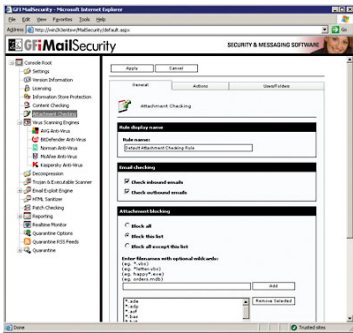 GFI MailSecurity - Microsoft Internet Explorer
File Edit View Favorites Tools Help
Address http://win2kentsvr/MailSecurity/default.aspx
Go
GFiMailSecurity
SECURITY & MESSAGING SOFTWARE
Console Root
Settings
Version Information
Licensing
Information Store Protection
Content Checking
Attachment Checking
Virus Scanning Engines
AVG Anti-Virus
BitDefender Anti-Virus
Norman Anti-Virus
McAfee Anti-Virus
Kaspersky Anti-Virus
Decompression
Trojan & Executable Scanner
Email Exploit Engine
HTML Sanitizer
Patch Checking
Reporting
Realtime Monitor
Quarantine Options
Quarantine RSS Feeds
Quarantine
Apply
Cancel
General
Actions
Users/Folders
Attachment Checking
Rule display name
Rule name:
Default Attachment Checking Rule
Email checking
Check inbound emails
Check outbound emails
Attachment blocking
Block all
Block this list
Block all except this list
Enter filenames with optional wildcards:
(eg. *.vbs)
(eg. *letter.vbs)
(eg. happy*.exe)
(eg. orders.mdb)
Add
*.ade
*.adp
*.asf
*.bas
Remove Selected
Done
Trusted sites